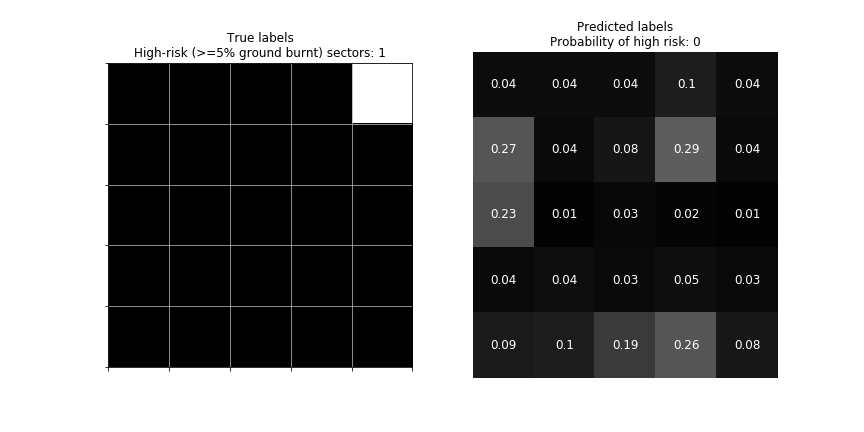 True labels
High-risk (>=5% ground burnt) sectors: 1
Predicted labels
Probability of high risk: 0
0.04 0.04 0.04 0.1 0.04
0.27 0.04 0.08 0.29 0.04
0.23 0.01 0.03 0.02 0.01
0.04 0.04 0.03 0.05 0.03
0.09 0.1 0.19 0.26 0.08